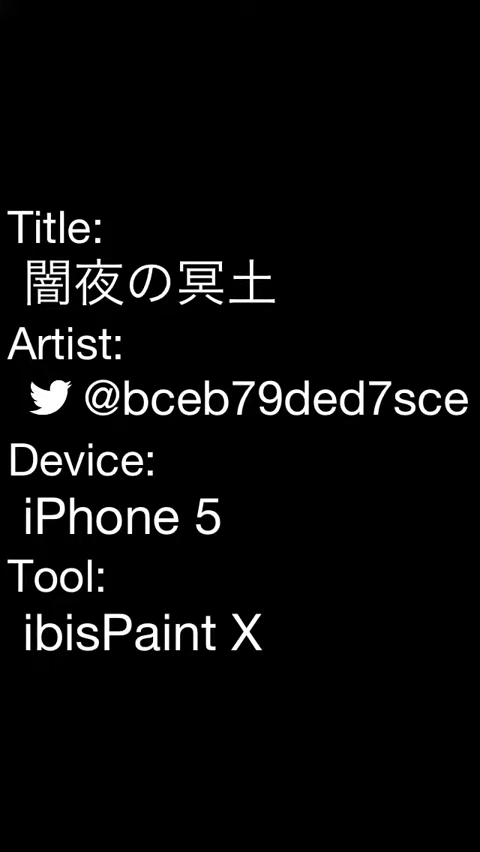 Title:
闇夜の冥土
Artist:
@bceb79ded7sce
Device:
iPhone 5
Tool:
ibisPaint X